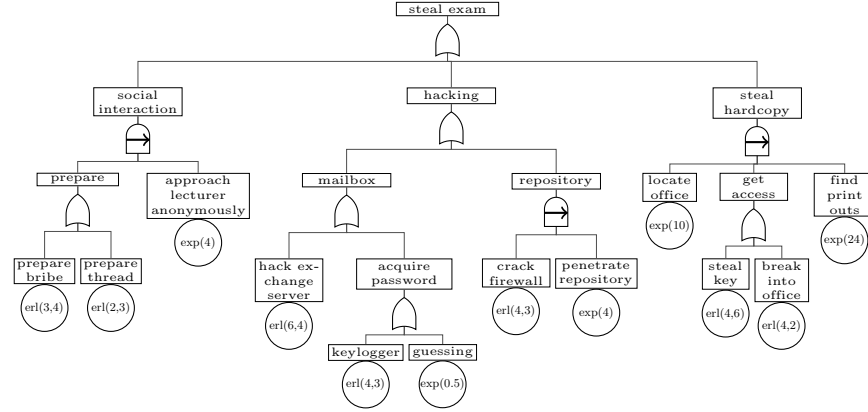 steal exam
social
interaction
hacking
steal
hardcopy
prepare
approach
lecturer
anonymously
mailbox
repository
locate
office
get
access
find
print
outs
exp(4)
exp(10)
exp(24)
prepare
bribe
prepare
thread
hack ex-
change
server
acquire
password
crack
firewall
penetrate
repository
steal
key
break
into
office
erl(3,4)
erl(2,3)
erl(6,4)
erl(4,3)
exp(4)
erl(4,6)
erl(4,2)
keylogger
guessing
erl(4,3)
exp(0.5)